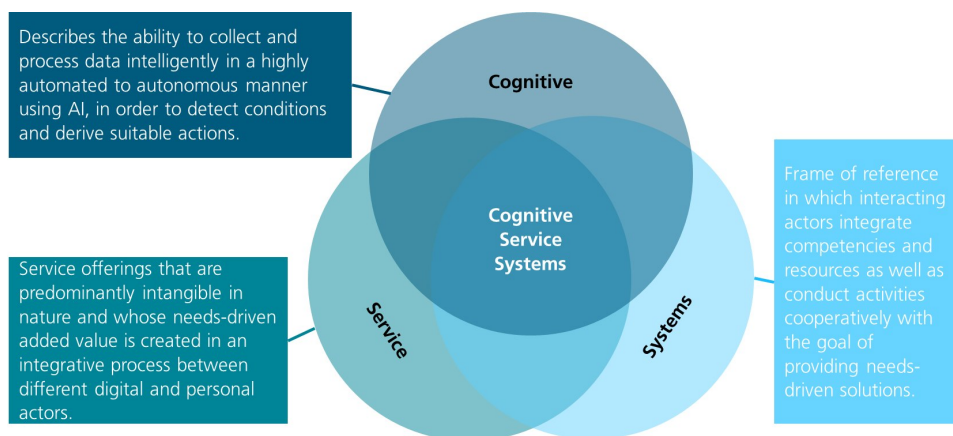 Describes the ability to collect and
process data intelligently in a highly
automated to autonomous manner
using AI, in order to detect conditions
and derive suitable actions.
Cognitive
Cognitive
Service
Systems
Service
Systems
Service offerings that are
predominantly intangible in
nature and whose needs-driven
added value is created in an
integrative process between
different digital and personal
actors.
Frame of reference
in which interacting
actors integrate
competencies and
resources as well as
conduct activities
cooperatively with
the goal of
providing needs-
driven solutions.